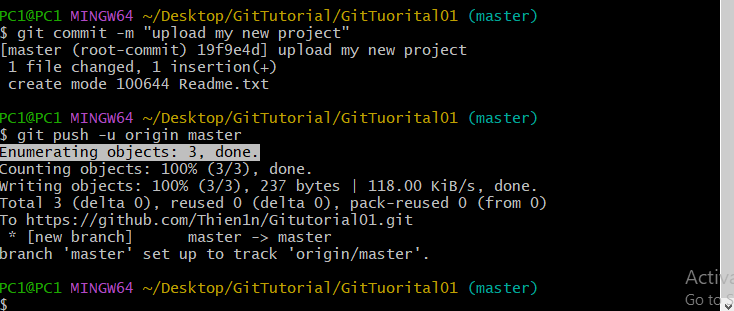 PC1@PC1 MINGW64 ~/Desktop/GitTutorial/GitTuorital01 (master)
$ git commit -m "upload my new project"
[master (root-commit) 19f9e4d] upload my new project
 1 file changed, 1 insertion(+)
 create mode 100644 Readme.txt
PC1@PC1 MINGW64 ~/Desktop/GitTutorial/GitTuorital01 (master)
$ git push -u origin master
Enumerating objects: 3, done.
Counting objects: 100% (3/3), done.
Writing objects: 100% (3/3), 237 bytes | 118.00 KiB/s, done.
Total 3 (delta 0), reused 0 (delta 0), pack-reused 0 (from 0)
To https://github.com/Thien1n/Gitutorial01.git
 * [new branch]      master -> master
branch 'master' set up to track 'origin/master'.
PC1@PC1 MINGW64 ~/Desktop/GitTutorial/GitTuorital01 (master)
$
Go to